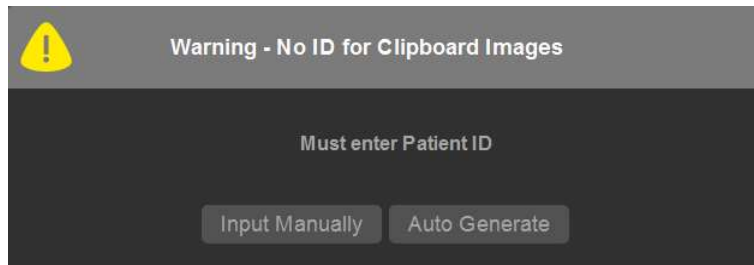 Warning - No ID for Clipboard Images
Must enter Patient ID
Input Manually
Auto Generate